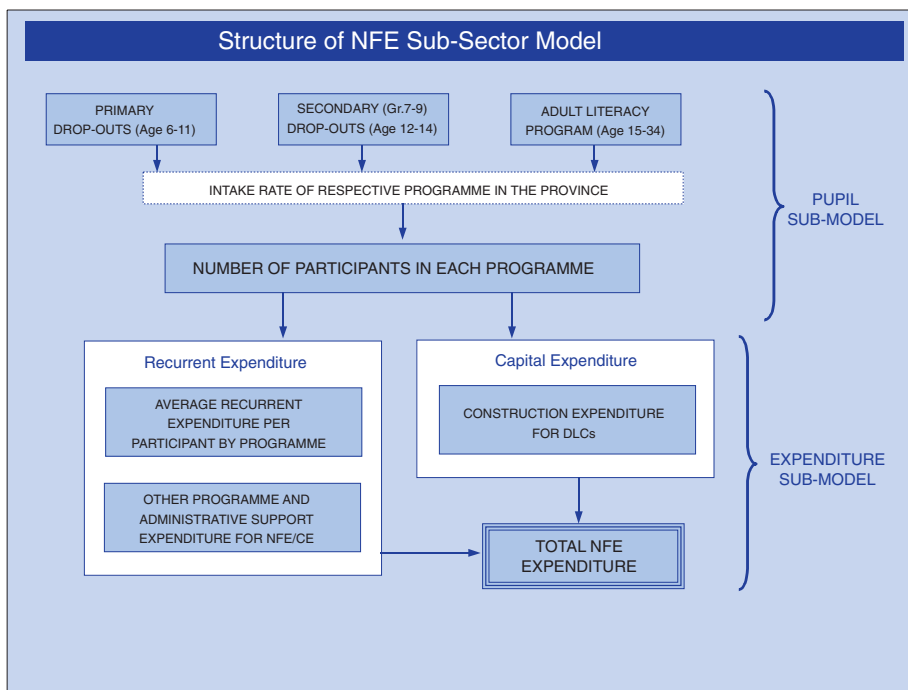 Structure of NFE Sub-Sector Model
PRIMARY
DROP-OUTS (Age 6-11)
SECONDARY (Gr.7-9)
DROP-OUTS (Age 12-14)
ADULT LITERACY
PROGRAM (Age 15-34)
INTAKE RATE OF RESPECTIVE PROGRAMME IN THE PROVINCE
PUPIL
SUB-MODEL
NUMBER OF PARTICIPANTS IN EACH PROGRAMME
Recurrent Expenditure
AVERAGE RECURRENT
EXPENDITURE PER
PARTICIPANT BY PROGRAMME
OTHER PROGRAMME AND
ADMINISTRATIVE SUPPORT
EXPENDITURE FOR NFE/CE
Capital Expenditure
CONSTRUCTION EXPENDITURE
FOR DLCs
EXPENDITURE
SUB-MODEL
TOTAL NFE
EXPENDITURE